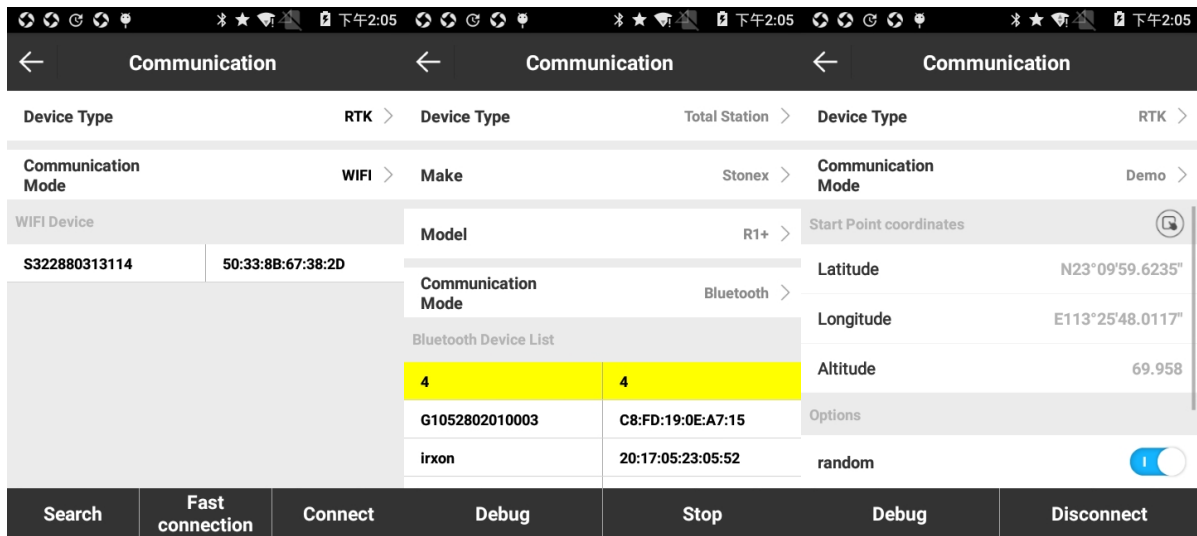 下午2:05
Communication
Device Type RTK
Communication
Mode
WIFI
WIFI Device
S322880313114 50:33:8B:67:38:2D
Search
Fast
connection
Connect
下午2:05
Communication
Device Type Total Station
Make Stonex
Model R1+
Communication
Mode
Bluetooth
Bluetooth Device List
4 4
G1052802010003 C8:FD:19:0E:A7:15
irxon 20:17:05:23:05:52
Debug Stop
下午2:05
Communication
Device Type RTK
Communication
Mode
Demo
Start Point coordinates
Latitude N23°09'59.6235"
Longitude E113°25'48.0117"
Altitude 69.958
Options
random
Debug Disconnect